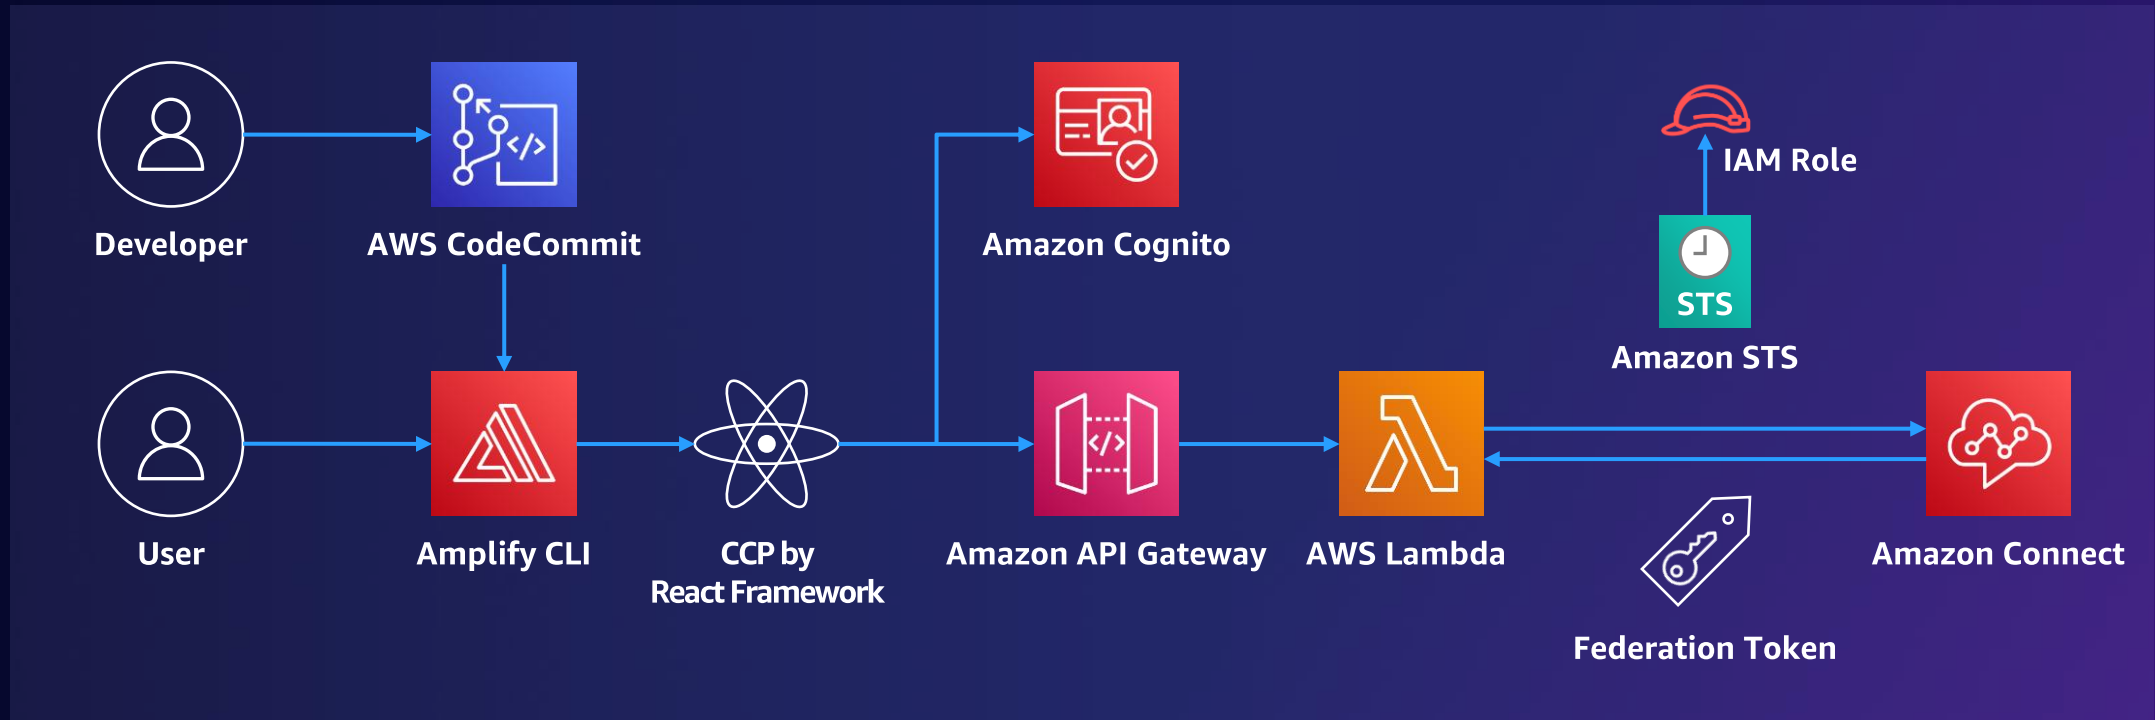 Developer
AWS CodeCommit
Amazon Cognito
IAM Role
STS
Amazon STS
User
Amplify CLI
CCP by
React Framework
</>
Amazon API Gateway
AWS Lambda
Amazon Connect
Federation Token